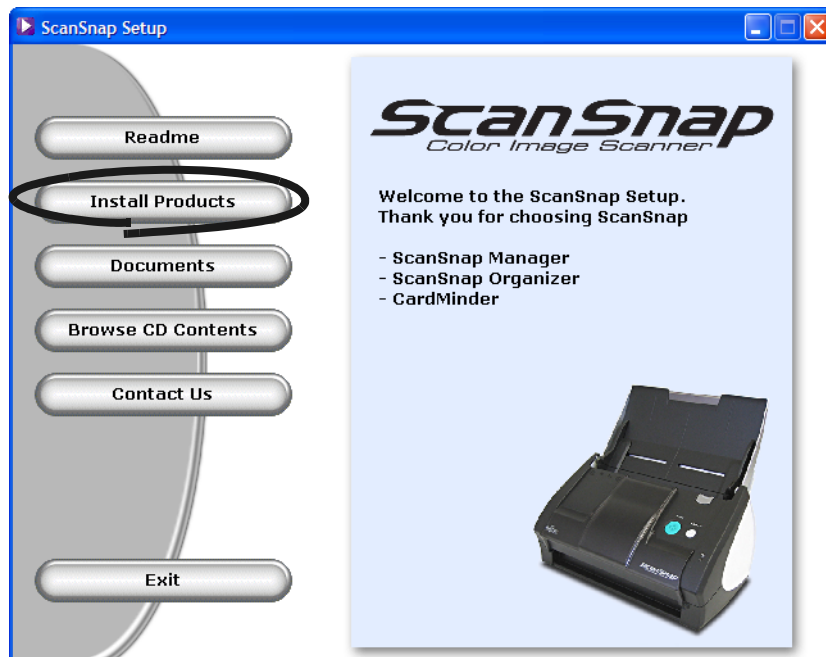 ScanSnap Setup
Readme
Install Products
Documents
Browse CD Contents
Contact Us
Exit
ScanSnap
Color Image Scanner
Welcome to the ScanSnap Setup.
Thank you for choosing ScanSnap
- ScanSnap Manager
- ScanSnap Organizer
- CardMinder
ScanSnap